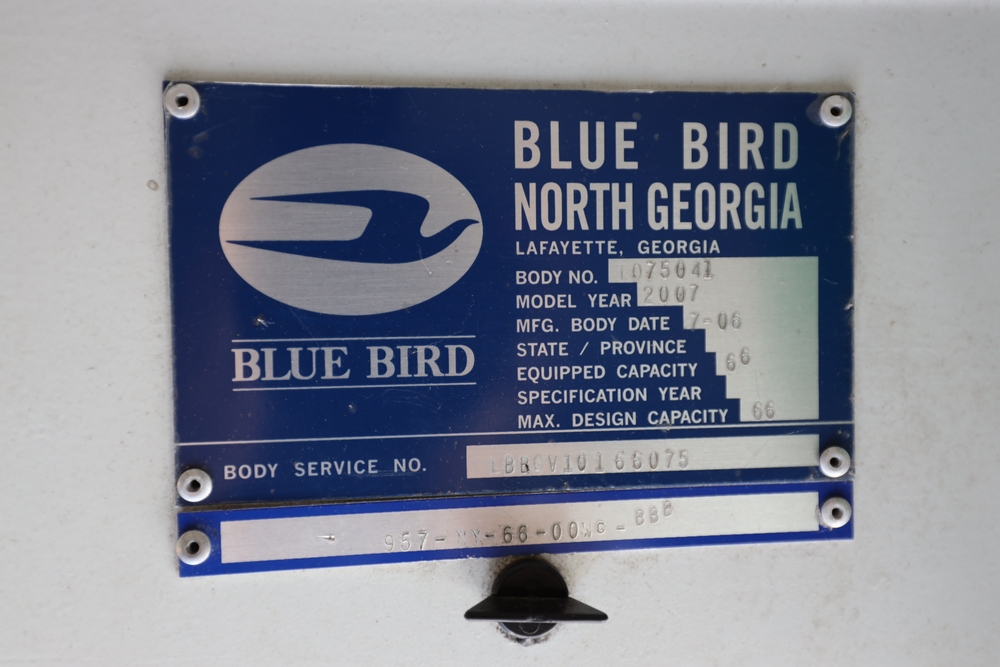 BLUE BIRD
NORTH GEORGIA
LAFAYETTE, GEORGIA
BODY NO.
MODEL YEAR 2007
MFG. BODY DATE 7-06
STATE / PROVINCE
EQUIPPED CAPACITY 66
SPECIFICATION YEAR
MAX. DESIGN CAPACITY 66
BLUE BIRD
BODY SERVICE NO.